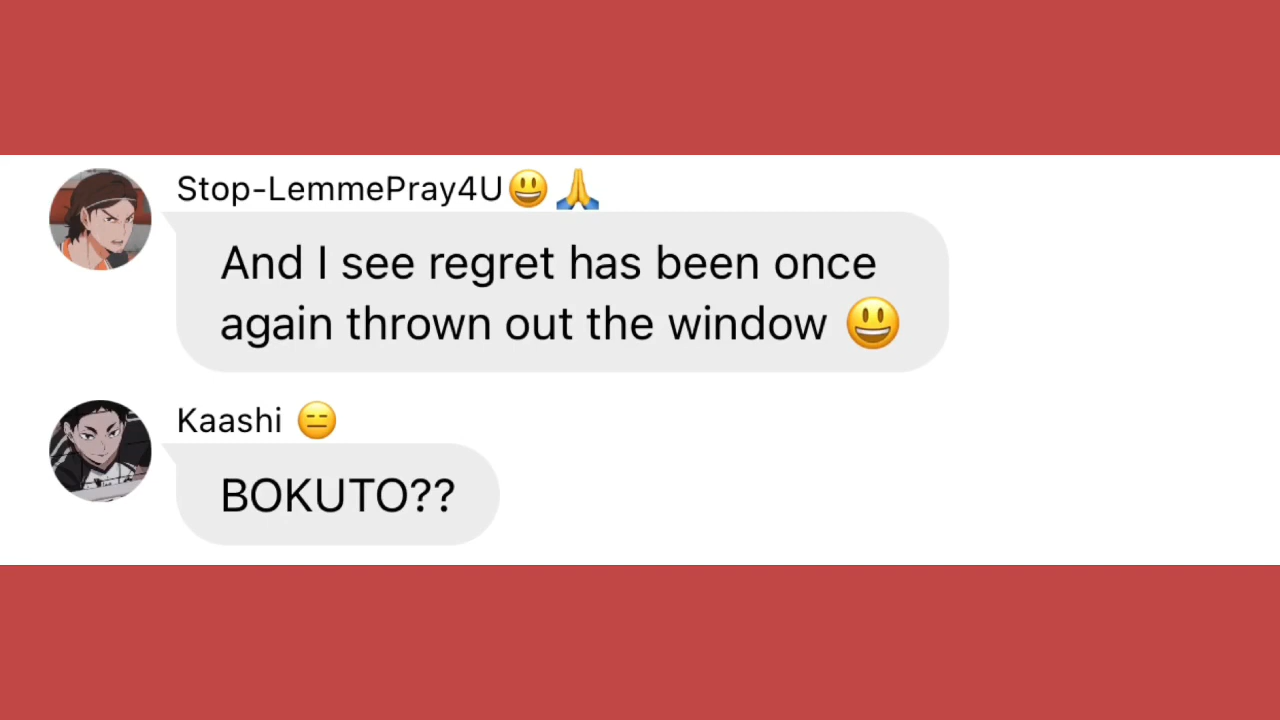 Stop-LemmePray4U😃🙏
And I see regret has been once
again thrown out the window 😃
Kaashi 😑
BOKUTO??